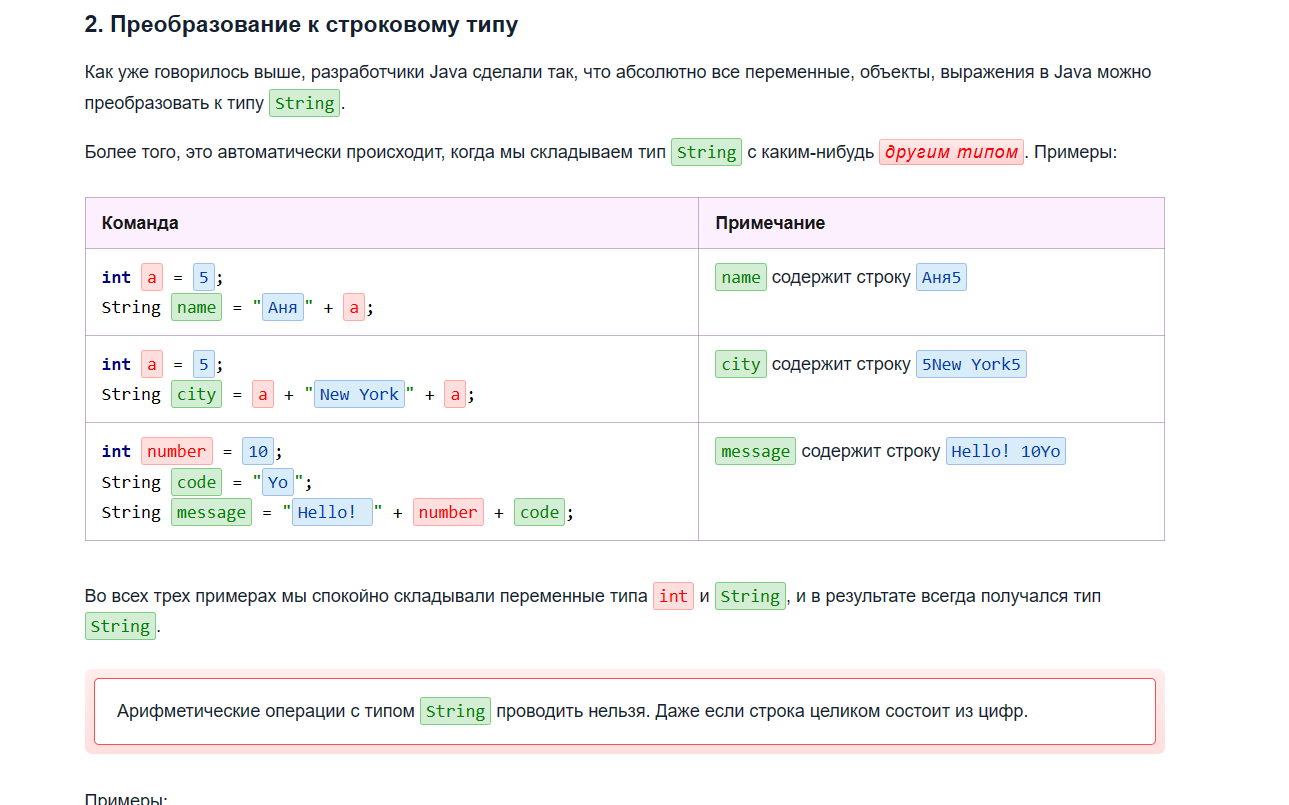 2. Преобразование к строковому типу
Как уже говорилось выше, разработчики Java сделали так, что абсолютно все переменные, объекты, выражения в Java можно
преобразовать к типу String.
Более того, это автоматически происходит, когда мы складываем тип String с каким-нибудь другим типом. Примеры:
Команда
Примечание
int a = 5;
String name = "Аня" + a;
name содержит строку Аня5
int a = 5;
String city = a + "New York" + a;
city содержит строку 5New York5
int number = 10;
String code = "Yo";
String message = "Hello! " + number + code;
message содержит строку Hello! 10Yo
Во всех трех примерах мы спокойно складывали переменные типа int и String, и в результате всегда получался тип
String.
Арифметические операции с типом String проводить нельзя. Даже если строка целиком состоит из цифр.
Примеры: